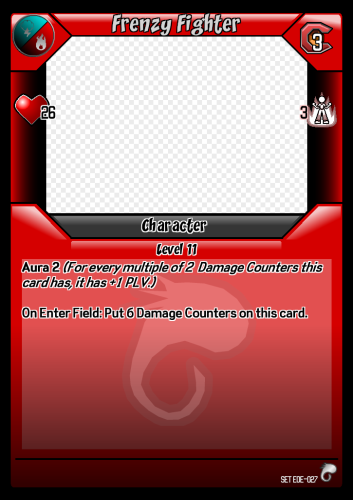 Frenzy Fighter
C 3
26
3
Character
Level 11
Aura 2 (For every multiple of 2 Damage Counters this
card has, it has +1 PLV.)
On Enter Field: Put 6 Damage Counters on this card.
SET EDE-027